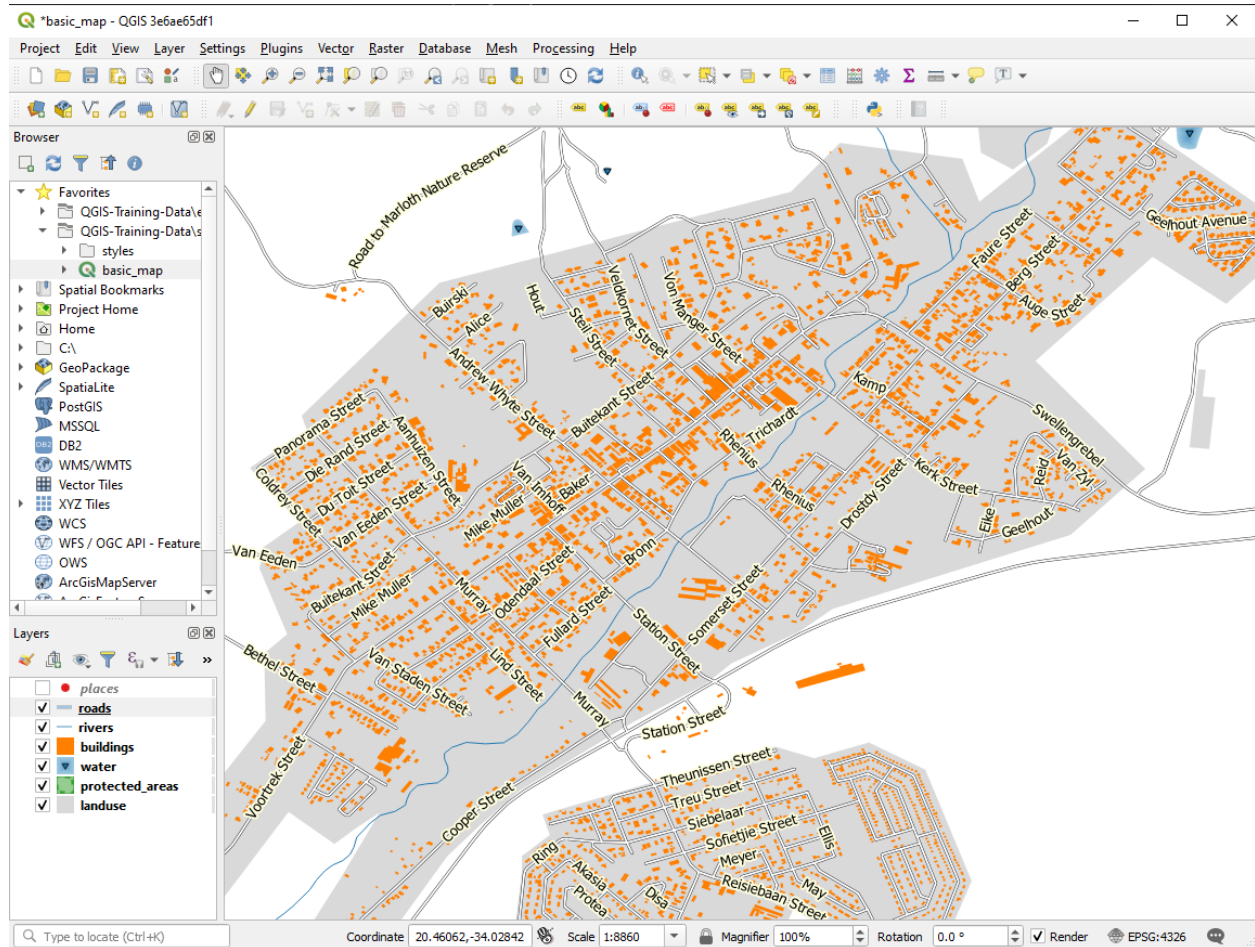 *basic_map - QGIS 3e6ae65df1
Project Edit View Layer Settings Plugins Vector Raster Database Mesh Processing Help
Browser
Favorites
QGIS-Training-Data\e
QGIS-Training-Data\s
styles
basic_map
Spatial Bookmarks
Project Home
Home
C:\
GeoPackage
SpatiaLite
PostGIS
MSSQL
DB2
WMS/WMTS
Vector Tiles
XYZ Tiles
WCS
WFS / OGC API - Feature
OWS
ArcGisMapServer
Layers
places
roads
rivers
buildings
water
protected_areas
landuse
Road to Marloth Nature Reserve
Geelhout Avenue
Faure Street
Berg Street
Auge Street
Buirski
Alice
Hout
Steil Street
Veldkornet Street
Von Manger Street
Andrew Whyte Street
Buitekant Street
Kamp
Swellengrebel
Panorama Street
Die Rand Street
Aanhuizen Street
Du Toit Street
Coldrey Street
Van Eeden Street
Van Imhoff
Baker
Mike Muller
Rhenius
Trichardt
Rhenius
Drostdy Street
Kerk Street
Reid
Van Zyl
Eike
Geelhout
Van Eeden
Buitekant Street
Mike Muller
Murray
Odendaal Street
Bronn
Fullard Street
Somerset Street
Station Street
Bethel Street
Van Staden Street
Lind Street
Murray
Station Street
Voortrek Street
Cooper Street
Theunissen Street
Treu Street
Siebelaar
Sofietjie Street
Ellis
Meyer
Ring
Akasia
Protea
Disa
Reisiebaan Street
May
Type to locate (Ctrl+K) Coordinate 20.46062,-34.02842 Scale 1:8860 Magnifier 100% Rotation 0.0 ° Render EPSG:4326